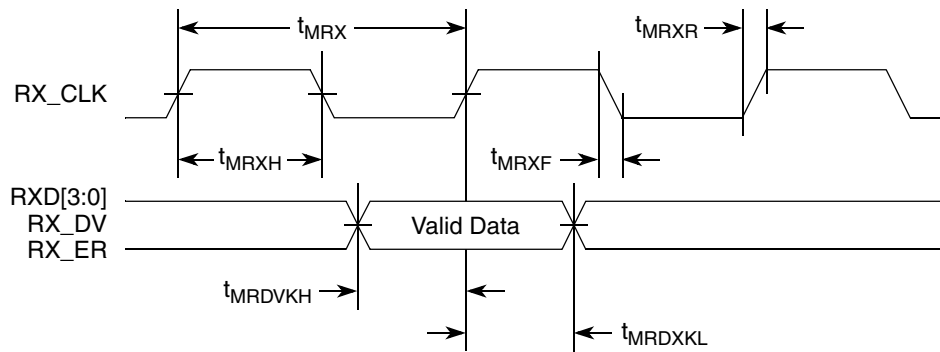 tMRX
tMRXR
RX_CLK
tMRXH
tMRXF
RXD[3:0]
RX_DV
RX_ER
Valid Data
tMRDVKH
tMRDXKL